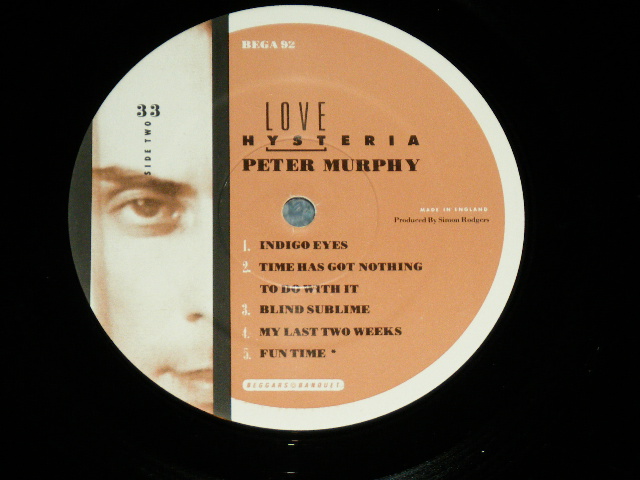 BEGA 92
33
SIDE TWO
LOVE
HYSTERIA
PETER MURPHY
MADE IN ENGLAND
Produced By Simon Rodgers
1. INDIGO EYES
2. TIME HAS GOT NOTHING
TO DO WITH IT
3. BLIND SUBLIME
4. MY LAST TWO WEEKS
5. FUN TIME *
BEGGARS BANQUET